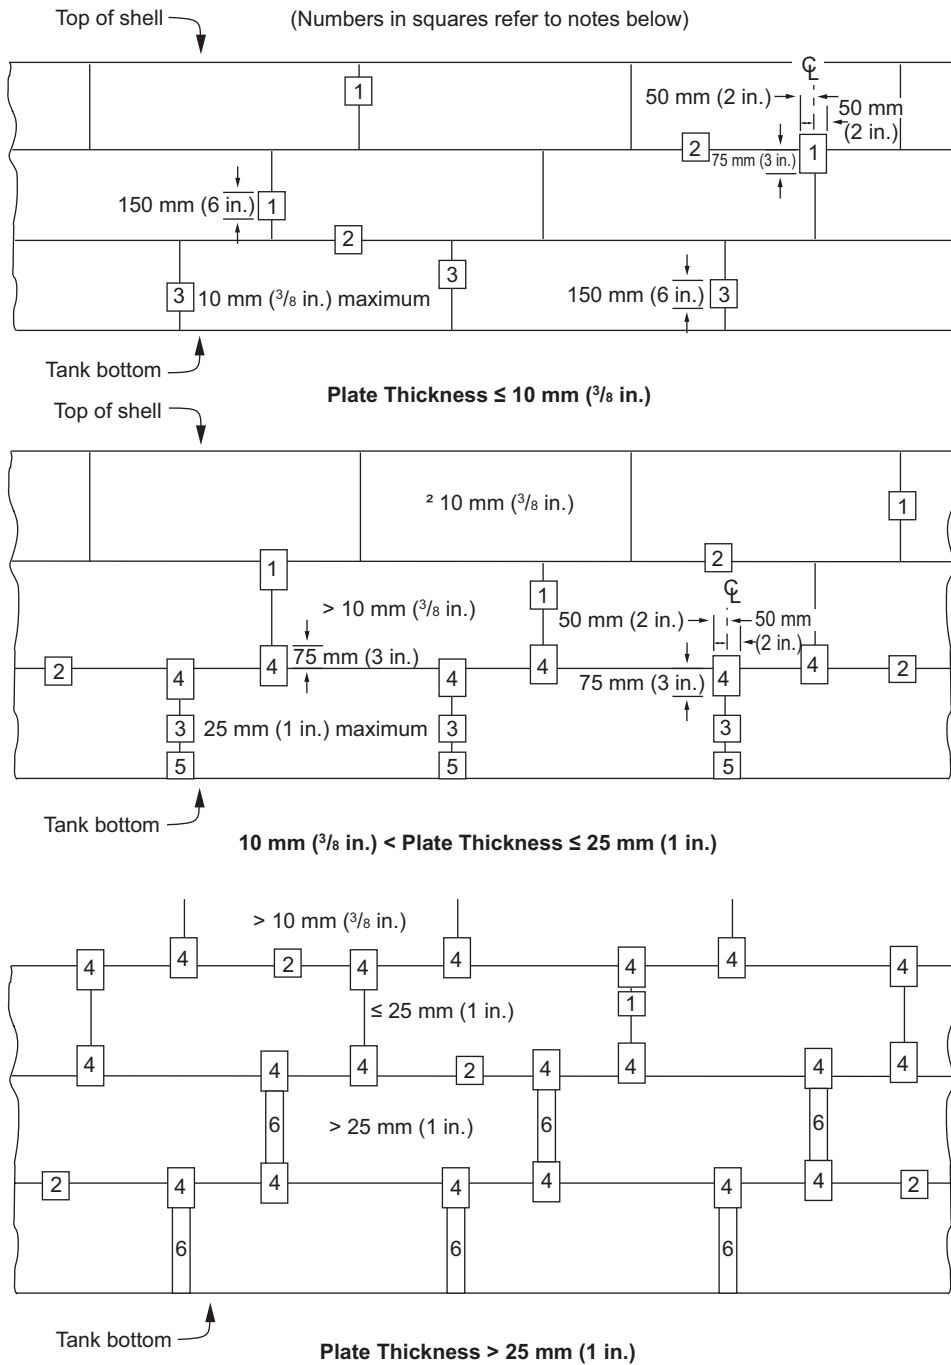 Top of shell
(Numbers in squares refer to notes below)
℄
1
50 mm (2 in.)
50 mm
(2 in.)
2
75 mm (3 in.)
1
150 mm (6 in.)
1
2
3
3
10 mm (3/8 in.) maximum
150 mm (6 in.)
3
Tank bottom
Plate Thickness ≤ 10 mm (3/8 in.)
Top of shell
² 10 mm (3/8 in.)
1
1
2
1
℄
> 10 mm (3/8 in.)
50 mm (2 in.)
50 mm
(2 in.)
2
4
4
75 mm (3 in.)
4
4
75 mm (3 in.)
4
4
2
3
25 mm (1 in.) maximum
3
3
5
5
5
Tank bottom
10 mm (3/8 in.) < Plate Thickness ≤ 25 mm (1 in.)
> 10 mm (3/8 in.)
4
4
2
4
4
4
4
4
≤ 25 mm (1 in.)
1
4
4
4
2
4
4
4
4
6
> 25 mm (1 in.)
6
6
2
4
4
4
4
4
4
2
6
6
6
Tank bottom
Plate Thickness > 25 mm (1 in.)